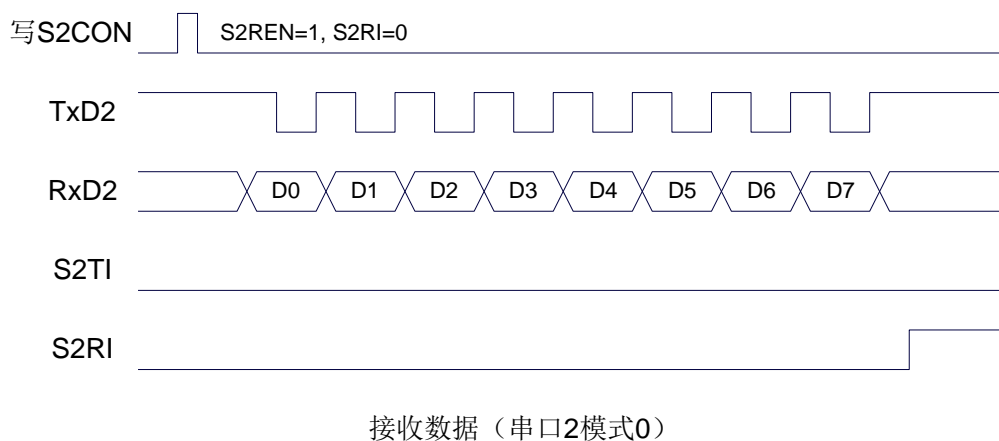 写S2CON S2REN=1, S2RI=0
TxD2
RxD2 D0 D1 D2 D3 D4 D5 D6 D7
S2TI
S2RI
接收数据（串口2模式0）